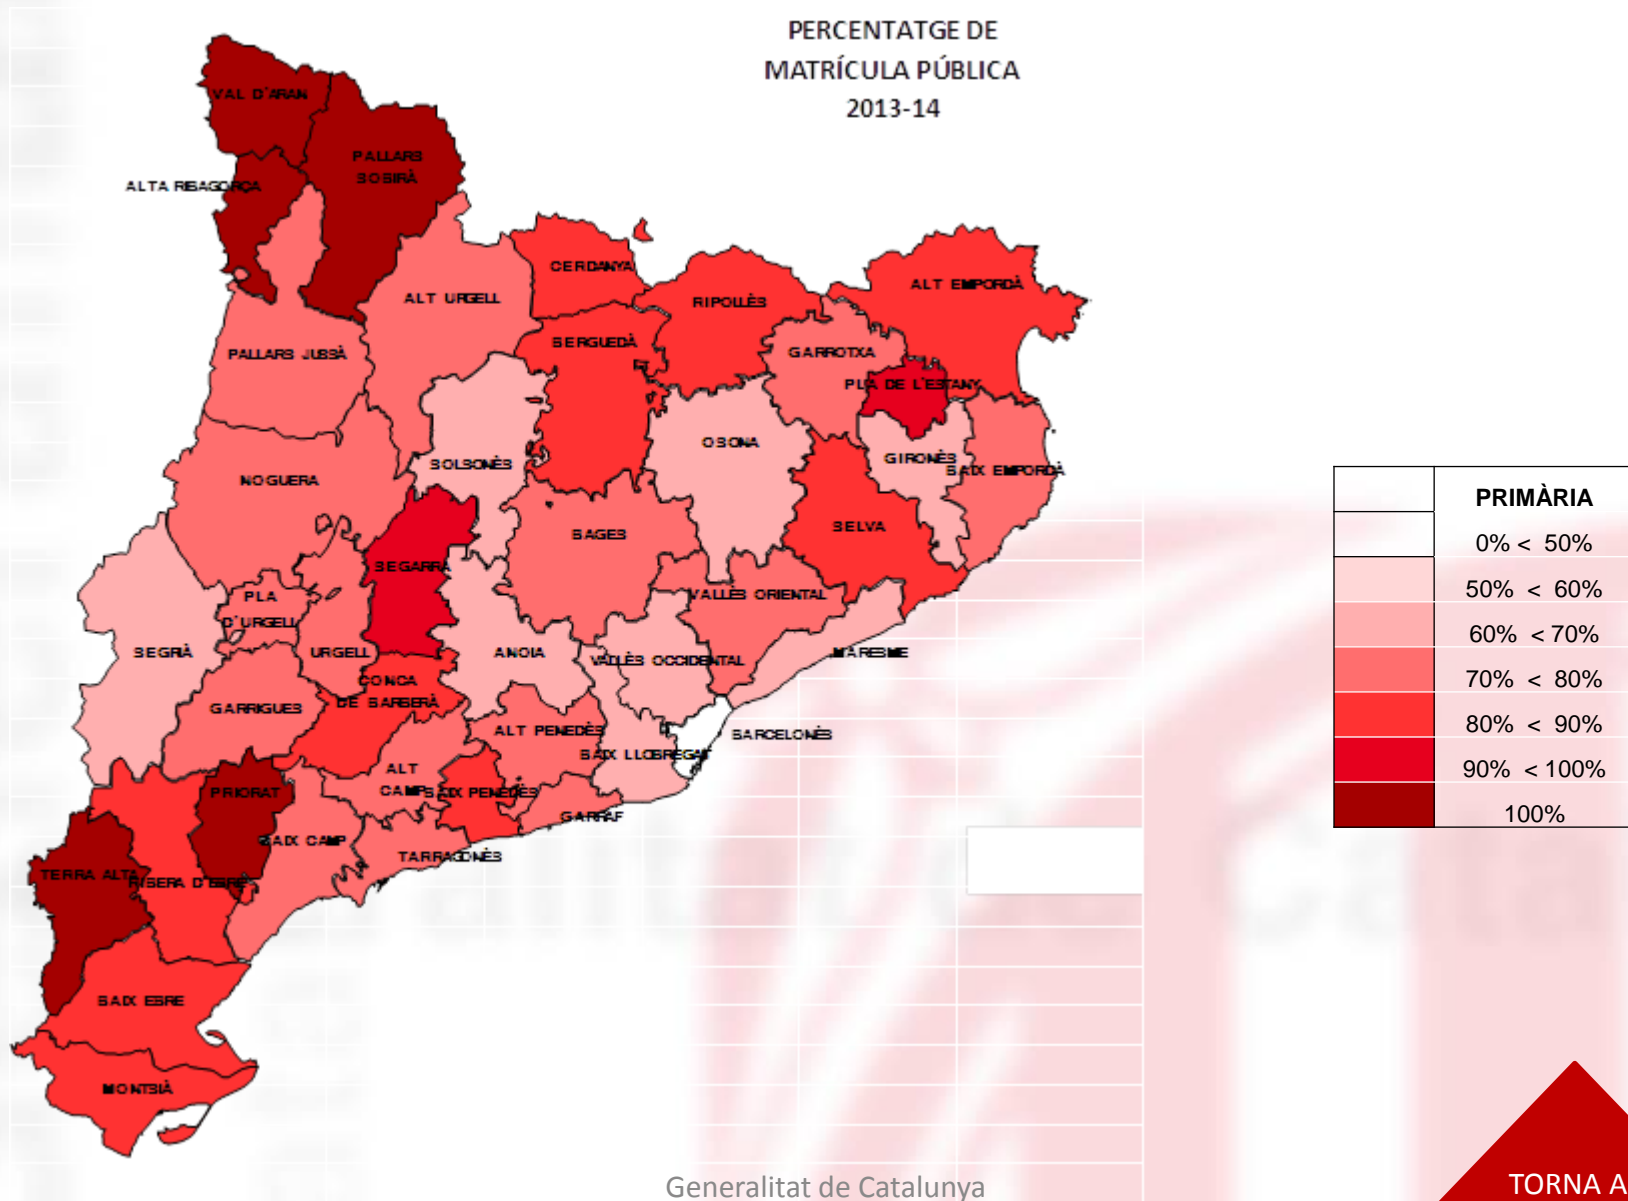 PERCENTATGE DE
MATRÍCULA PÚBLICA
2013-14
VAL D'ARAN
PALLARS
SOBIRÀ
ALTA RIBAGORÇA
CERDANYA
ALT URGELL
RIPOLLÈS
ALT EMPORDÀ
BERGUEDÀ
PALLARS JUSSÀ
GARROTXA
PLA DE L'ESTANY
OSONA
SOLSONÈS
GIRONÈS
BAIX EMPORDÀ
NOGUERA
SELVA
BAGES
SEGARRA
PLA
D'URGELL
VALLÈS ORIENTAL
SEGRIÀ
URGELL
ANOIA
VALLÈS OCCIDENTAL
MARESME
CONCA
DE BARBERÀ
GARRIGUES
ALT PENEDÈS
BARCELONÈS
BAIX LLOBREGAT
ALT
CAMP
BAIX PENEDÈS
PRIORAT
GARRAF
BAIX CAMP
TARRAGONÈS
TERRA ALTA
RIBERA D'EBRE
BAIX EBRE
MONTSIÀ
PRIMÀRIA
0% < 50%
50% < 60%
60% < 70%
70% < 80%
80% < 90%
90% < 100%
100%
Generalitat de Catalunya
TORNA A